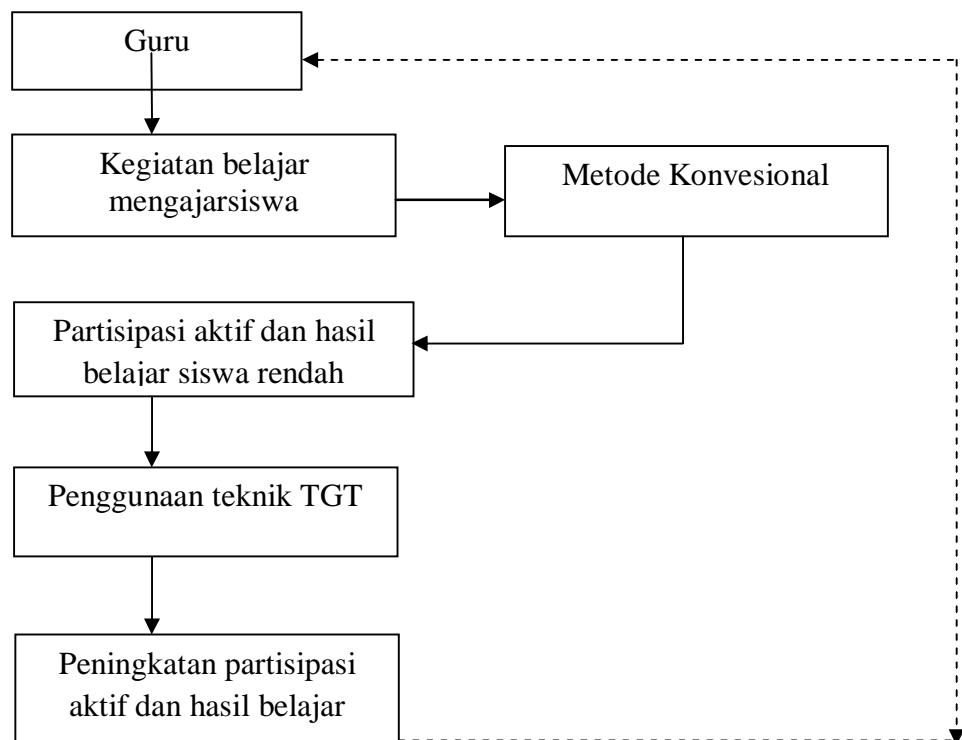 Guru
Kegiatan belajar
mengajarsiswa
Metode Konvesional
Partisipasi aktif dan hasil
belajar siswa rendah
Penggunaan teknik TGT
Peningkatan partisipasi
aktif dan hasil belajar